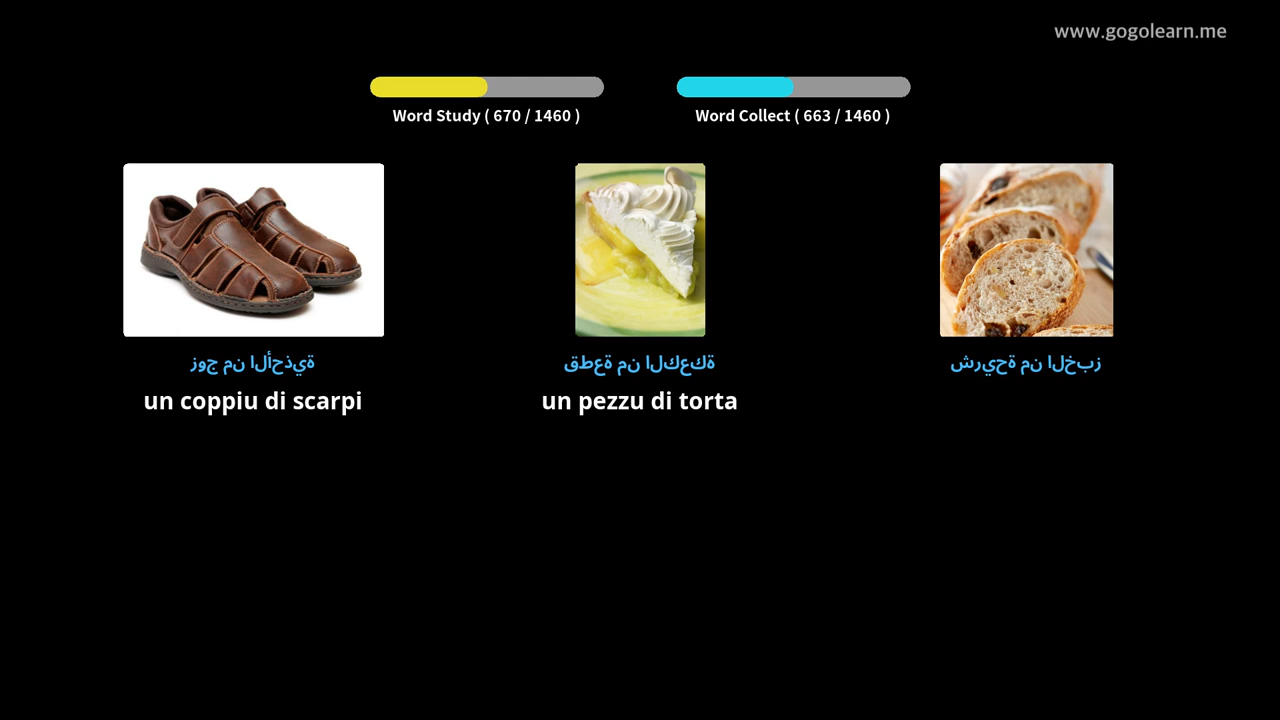 www.gogolearn.me
Word Study ( 670 / 1460 )
Word Collect ( 663 / 1460 )
زوج من الأحذية
un coppiu di scarpi
قطعة من الكعكة
un pezzu di torta
شريحة من الخبز